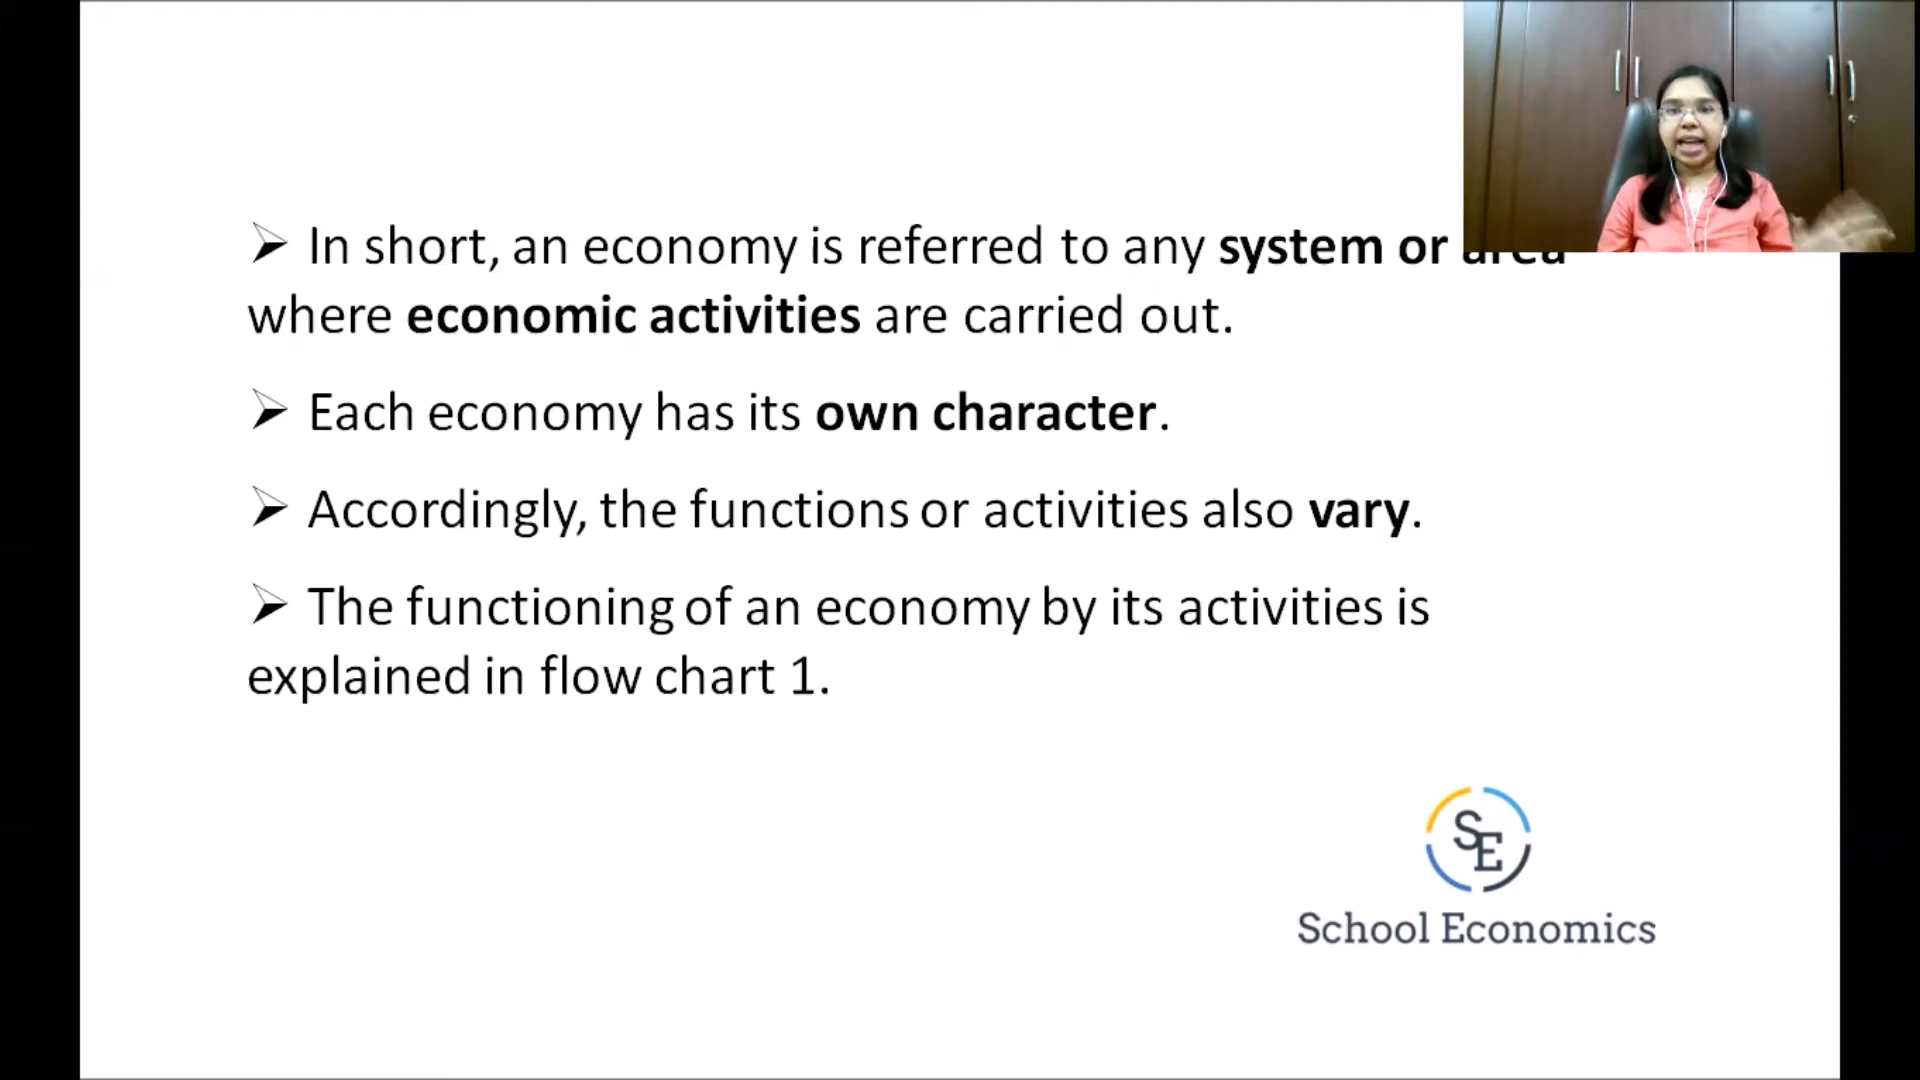 ➢ In short, an economy is referred to any system or area
where economic activities are carried out.
➢ Each economy has its own character.
➢ Accordingly, the functions or activities also vary.
➢ The functioning of an economy by its activities is
explained in flow chart 1.
SE
School Economics